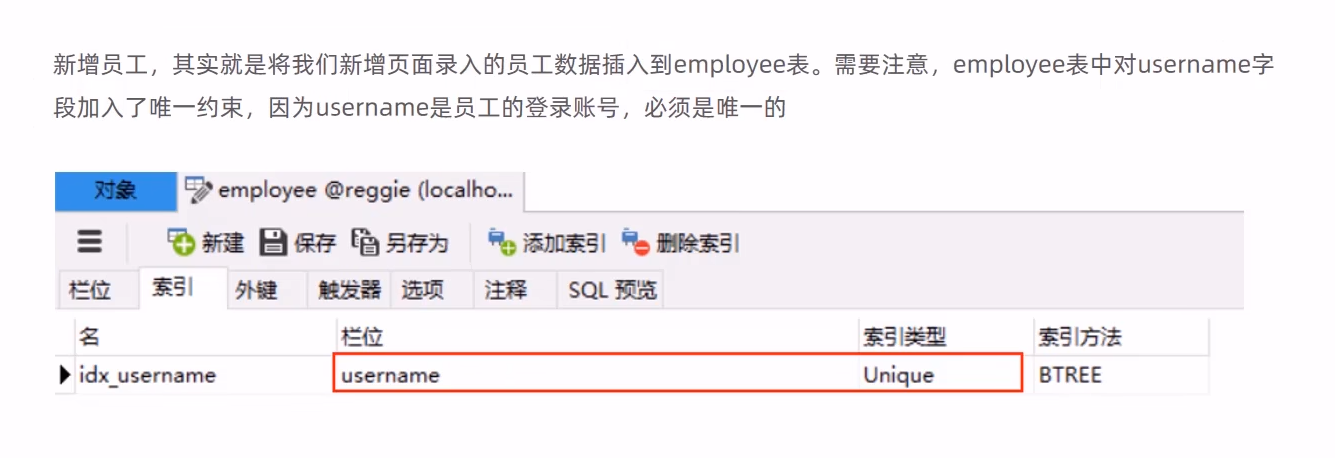 新增员工，其实就是将我们新增页面录入的员工数据插入到employee表。需要注意，employee表中对username字
段加入了唯一约束，因为username是员工的登录账号，必须是唯一的
对象 employee @reggie (localho...
新建 保存 另存为 添加索引 删除索引
栏位 索引 外键 触发器 选项 注释 SQL 预览
名 栏位 索引类型 索引方法
idx_username username Unique BTREE